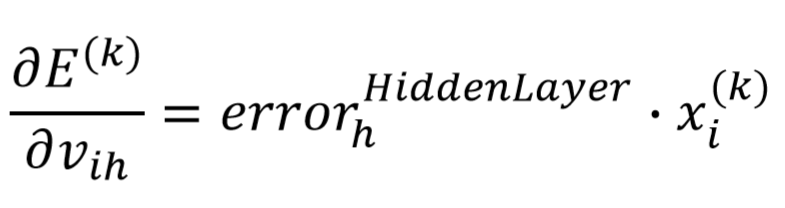 ∂E^(k)/∂v_ih = error_h^HiddenLayer · x_i^(k)